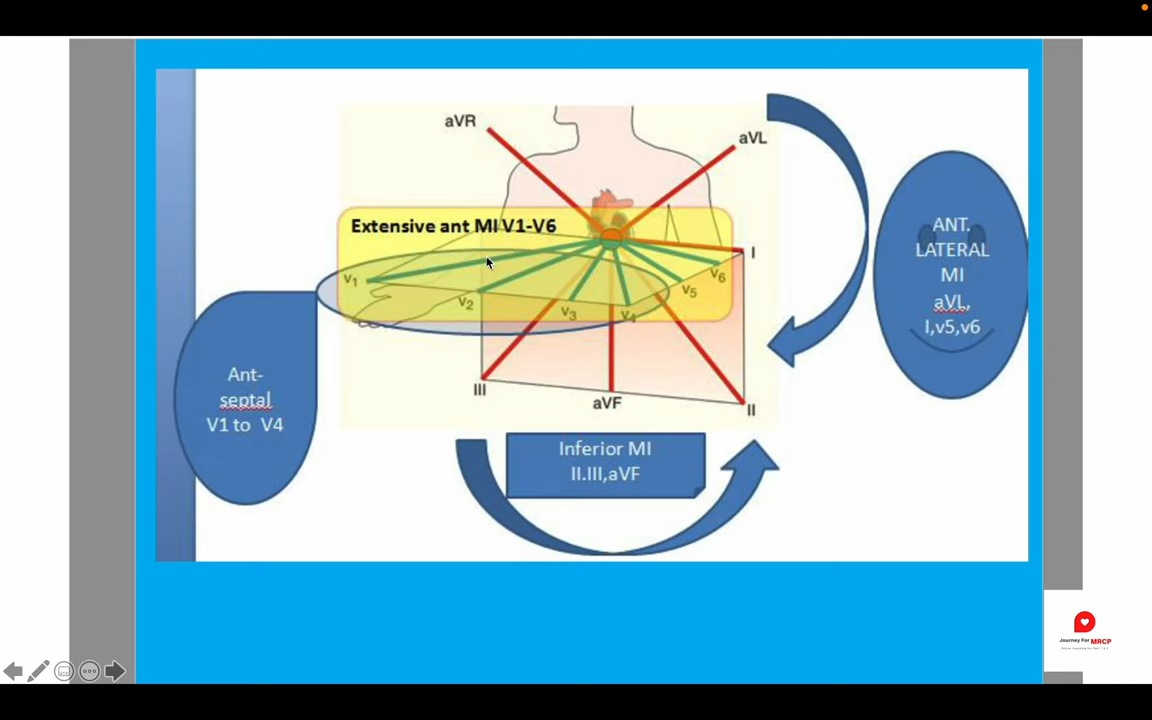 aVR
aVL
Extensive ant MI V1-V6
I
V1
V2
V3
V4
V5
V6
III
aVF
II
Ant-
septal
V1 to V4
Inferior MI
II.III,aVF
ANT.
LATERAL
MI
aVL,
I,v5,v6
Journey For MRCP